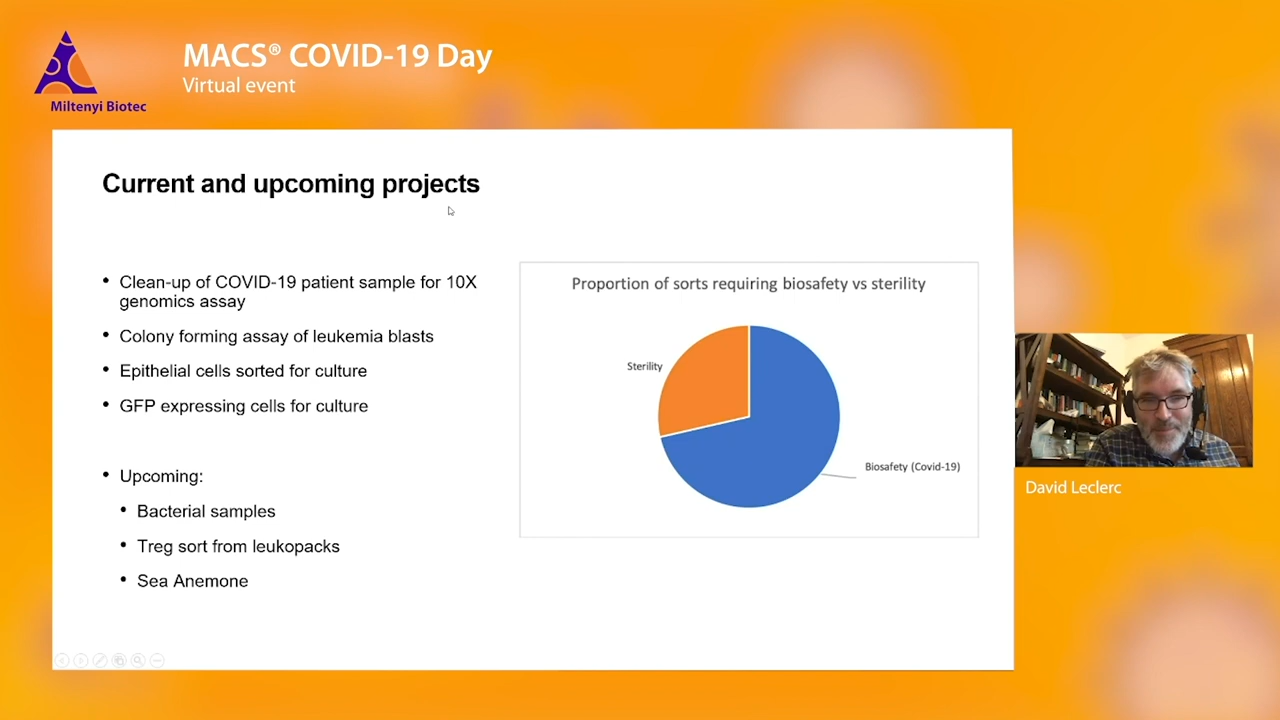 MACS® COVID-19 Day
Virtual event
Miltenyi Biotec
Current and upcoming projects
• Clean-up of COVID-19 patient sample for 10X
genomics assay
• Colony forming assay of leukemia blasts
• Epithelial cells sorted for culture
• GFP expressing cells for culture
• Upcoming:
• Bacterial samples
• Treg sort from leukopacks
• Sea Anemone
Proportion of sorts requiring biosafety vs sterility
Sterility
Biosafety (Covid-19)
David Leclerc